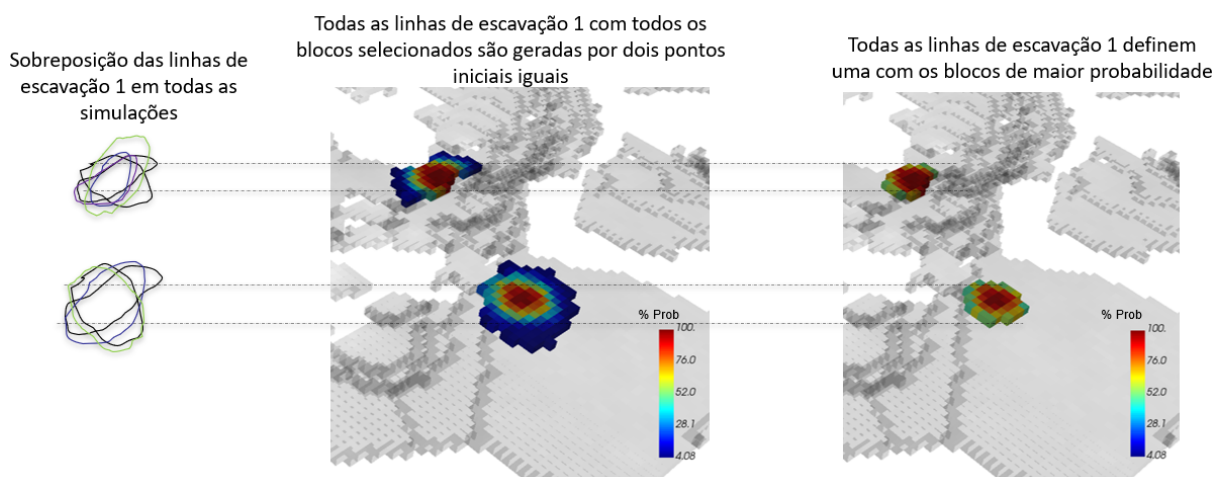 Sobreposição das linhas de
escavação 1 em todas as
simulações
Todas as linhas de escavação 1 com todos os
blocos selecionados são geradas por dois pontos
iniciais iguais
Todas as linhas de escavação 1 definem
uma com os blocos de maior probabilidade
% Prob
100.
76.0
52.0
28.1
4.08
% Prob
100.
76.0
52.0
28.1
4.08